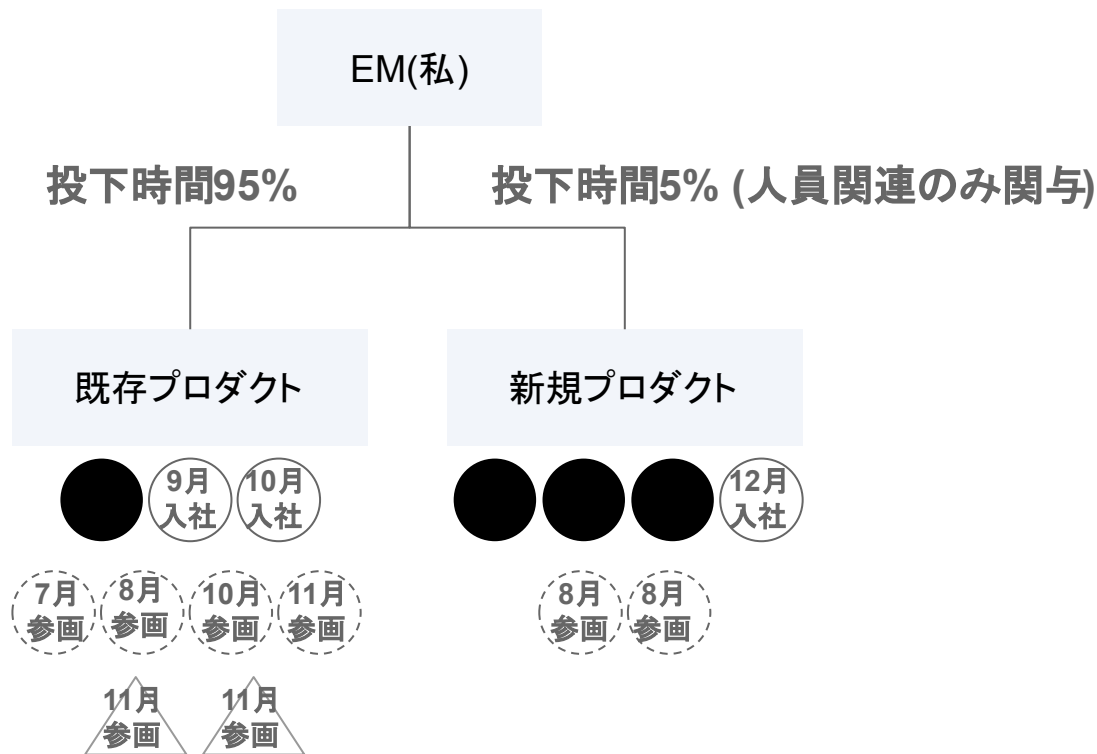 EM(私)
投下時間95%
投下時間5% (人員関連のみ関与)
既存プロダクト
新規プロダクト
9月
入社
10月
入社
12月
入社
7月
参画
8月
参画
10月
参画
11月
参画
8月
参画
8月
参画
11月
参画
11月
参画